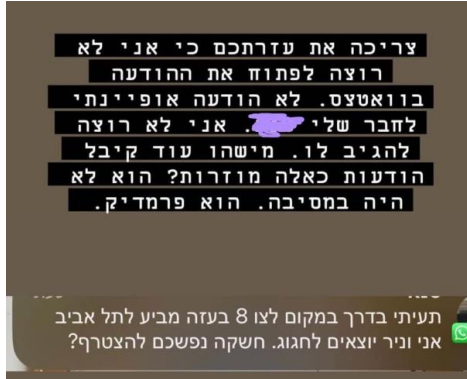 צריכה את עזרתכם כי אני לא
רוצה לפתוח את ההודעה
בוואטצס. לא הודעה אופיינתי
לחבר שלי. אני לא רוצה
להגיב לו. מישהו עוד קיבל
הודעות כאלה מוזרות? הוא לא
היה במסיבה. הוא פרמדיק.
תעיתי בדרך במקום לצו 8 בעזה מביע לתל אביב
אני וניר יוצאים לחגוג. חשקה נפשכם להצטרף?